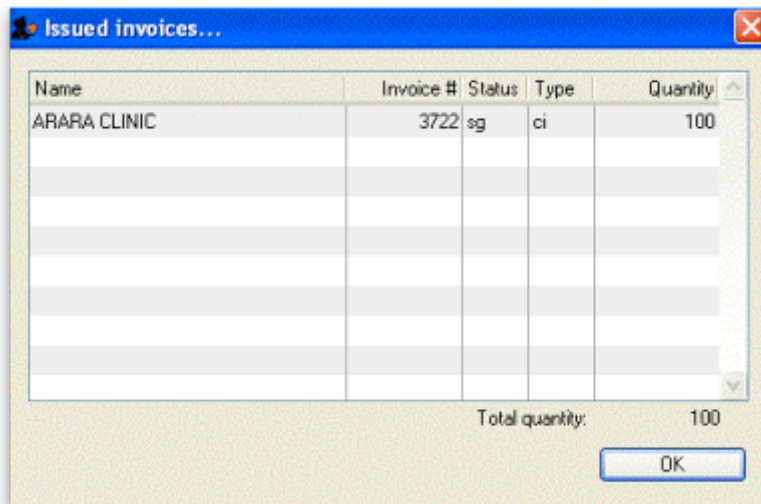 Issued invoices...
Name Invoice # Status Type Quantity
ARARA CLINIC 3722 sg ci 100
Total quantity: 100
OK